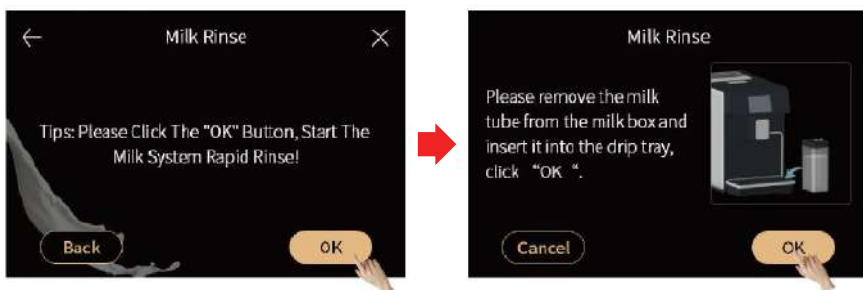 Milk Rinse
Tips: Please Click The "OK" Button, Start The
Milk System Rapid Rinse!
Back
OK
Milk Rinse
Please remove the milk
tube from the milk box and
insert it into the drip tray,
click “OK “.
Cancel
OK